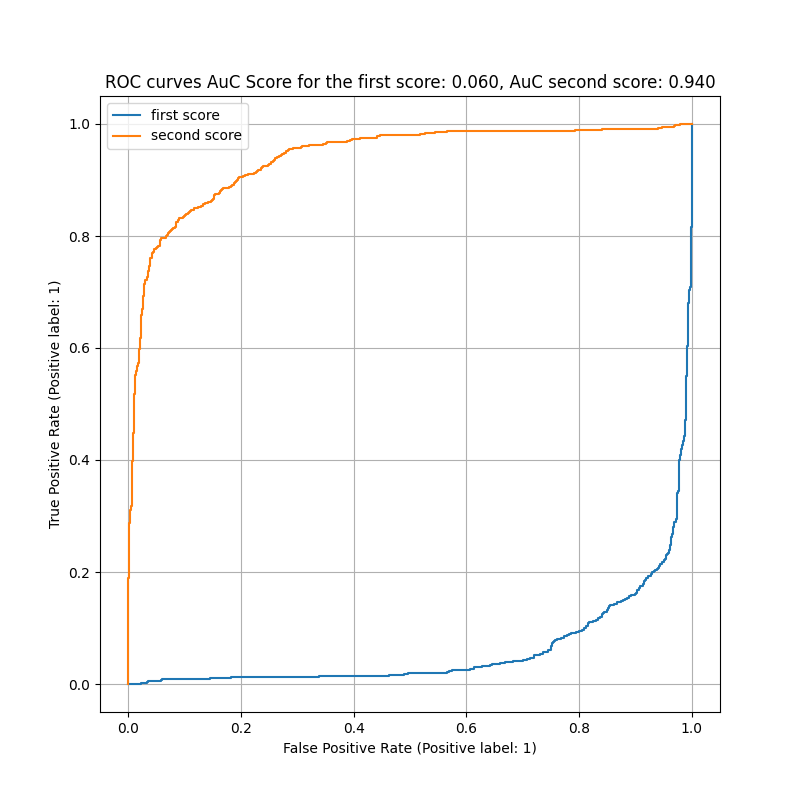 ROC curves AuC Score for the first score: 0.060, AuC second score: 0.940
first score
second score
1.0
0.8
0.6
0.4
0.2
0.0
True Positive Rate (Positive label: 1)
0.0 0.2 0.4 0.6 0.8 1.0
False Positive Rate (Positive label: 1)